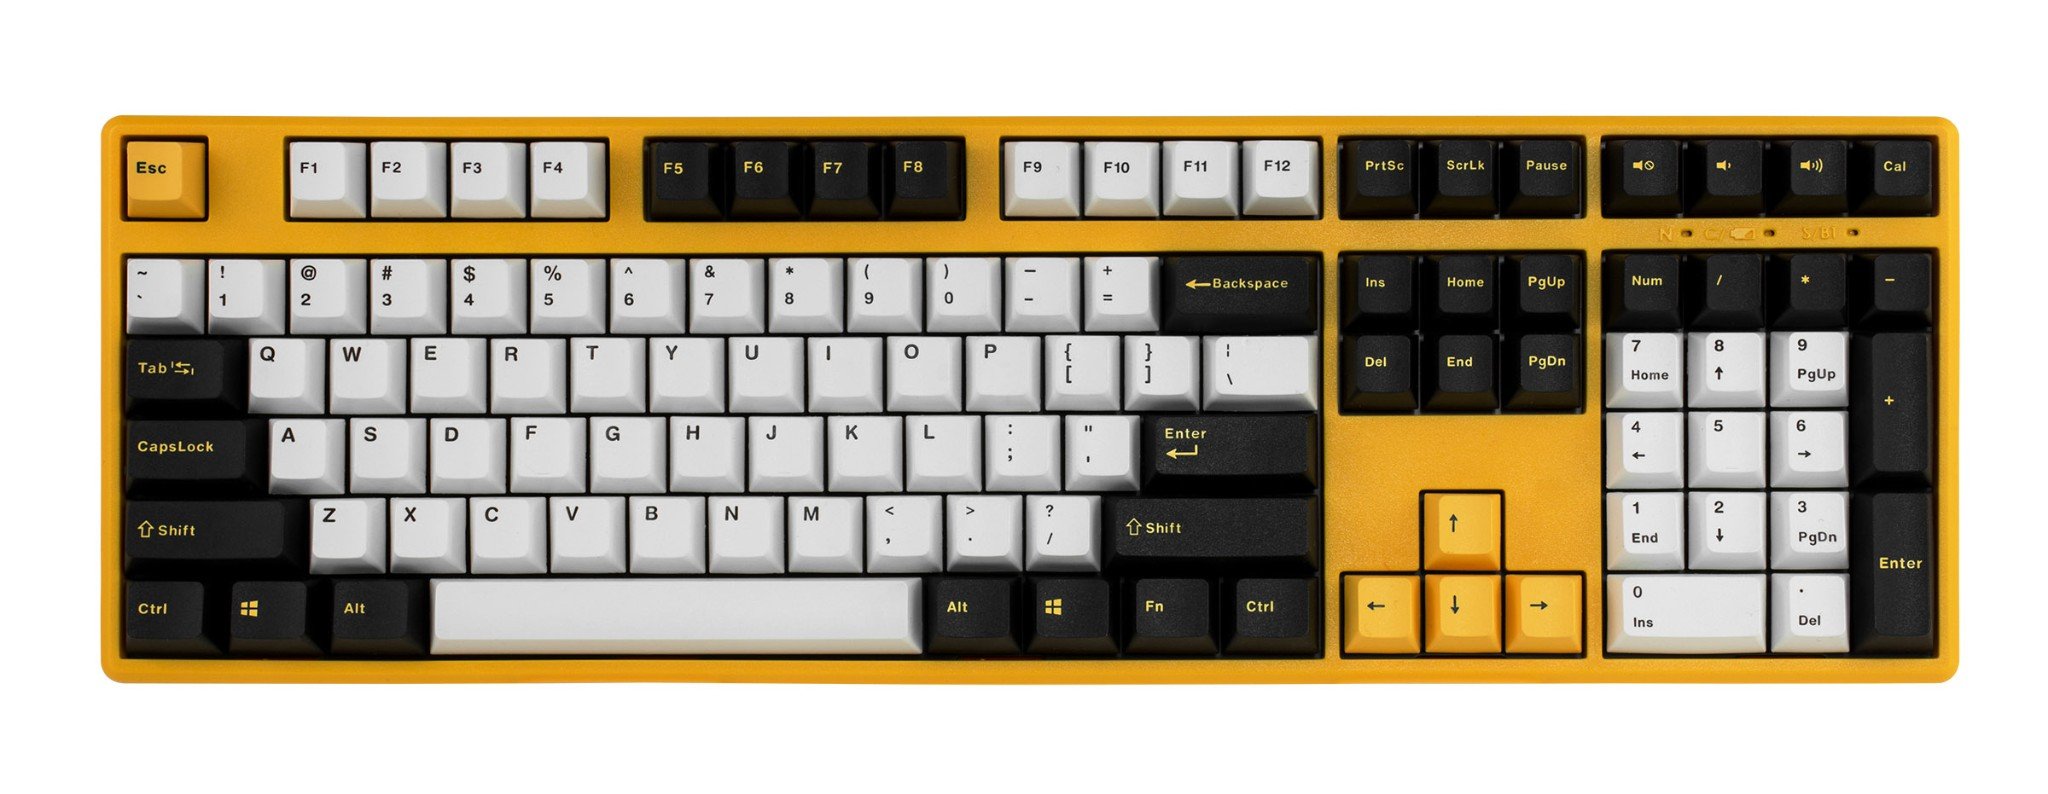 Esc F1 F2 F3 F4 F5 F6 F7 F8 F9 F10 F11 F12 PrtSc ScrLk Pause Cal
N C/ S/BT
~ ! @ # $ % ^ & * ( ) — +
` 1 2 3 4 5 6 7 8 9 0 - = ←Backspace Ins Home PgUp Num / * −
Q W E R T Y U I O P { } ¦ 7 8 9
Tab [ ] \ Del End PgDn Home ↑ PgUp +
A S D F G H J K L : " Enter 4 5 6
CapsLock ; ' ← →
Z X C V B N M < > ? 1 2 3
⇧Shift , . / ⇧Shift ↑ End ↓ PgDn Enter
Ctrl Alt Alt Fn Ctrl ← ↓ → 0 .
Ins Del